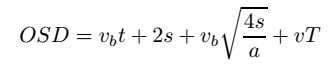 $OSD = v_b t + 2s + v_b \sqrt{\frac{4s}{a}} + vT$